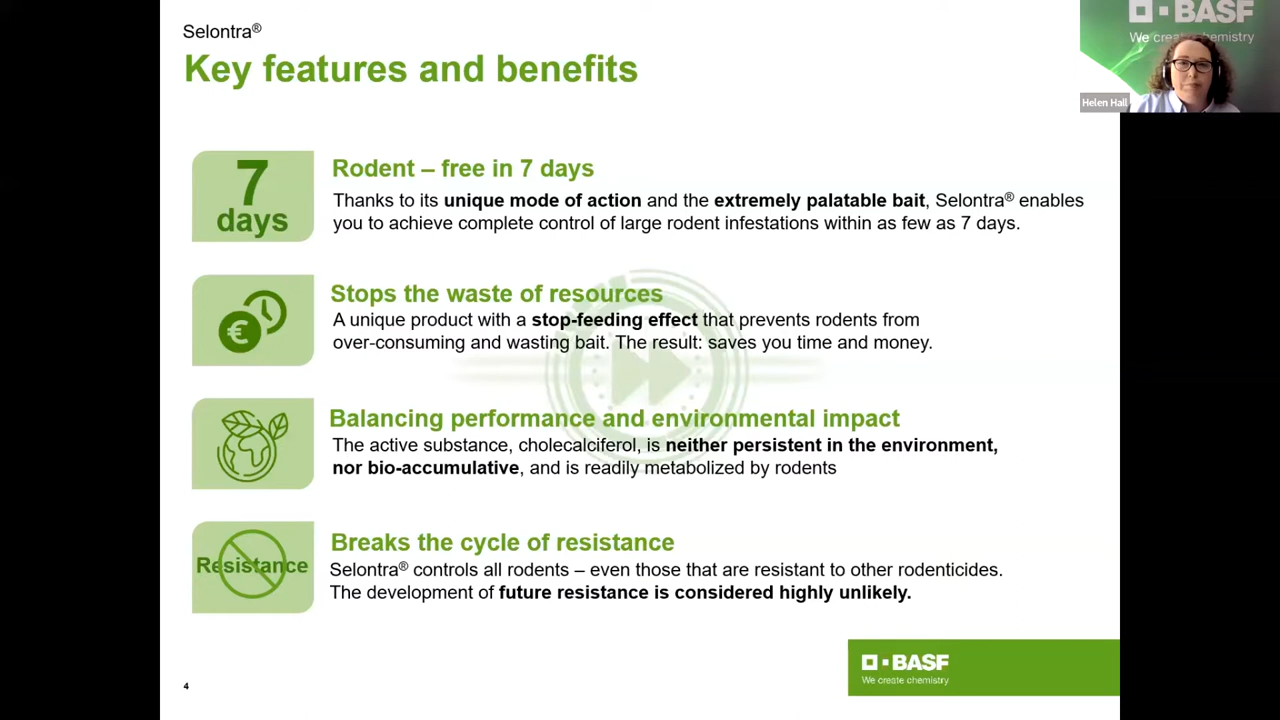 Selontra®
Key features and benefits
BASF
We create chemistry
Helen Hall
7
days
Rodent – free in 7 days
Thanks to its unique mode of action and the extremely palatable bait, Selontra® enables
you to achieve complete control of large rodent infestations within as few as 7 days.
€
Stops the waste of resources
A unique product with a stop-feeding effect that prevents rodents from
over-consuming and wasting bait. The result: saves you time and money.
Balancing performance and environmental impact
The active substance, cholecalciferol, is neither persistent in the environment,
nor bio-accumulative, and is readily metabolized by rodents
Resistance
Breaks the cycle of resistance
Selontra® controls all rodents – even those that are resistant to other rodenticides.
The development of future resistance is considered highly unlikely.
BASF
We create chemistry
4